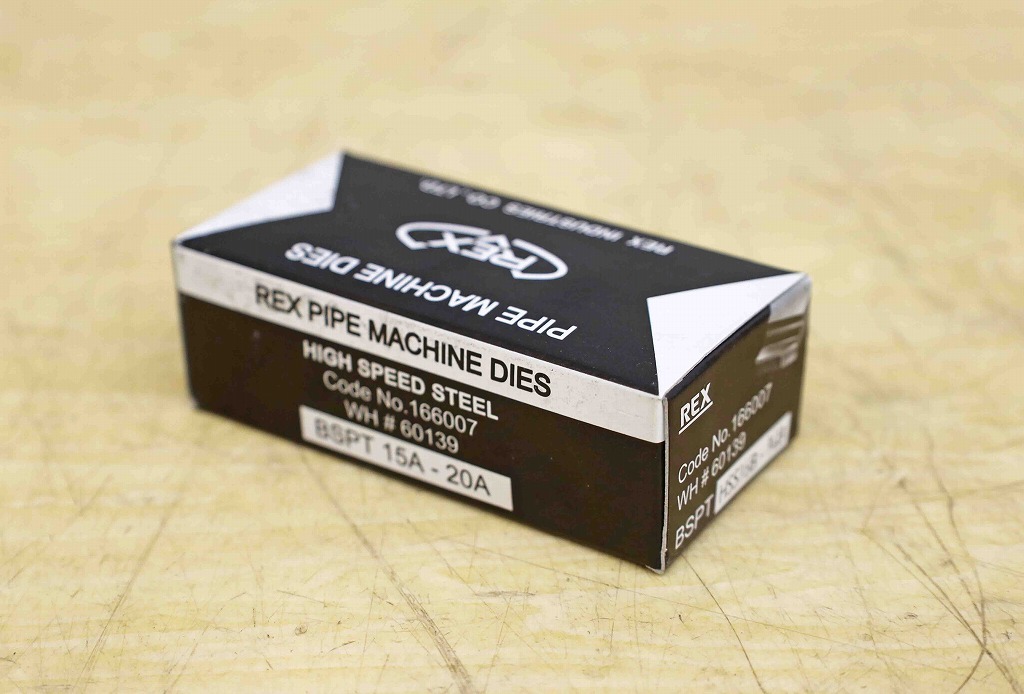 REX INDUSTRIES CO.,LTD.
REX
PIPE MACHINE DIES
REX PIPE MACHINE DIES
HIGH SPEED STEEL
Code No.166007
WH # 60139
BSPT 15A - 20A
REX
Code No.166007
WH # 60139
BSPT